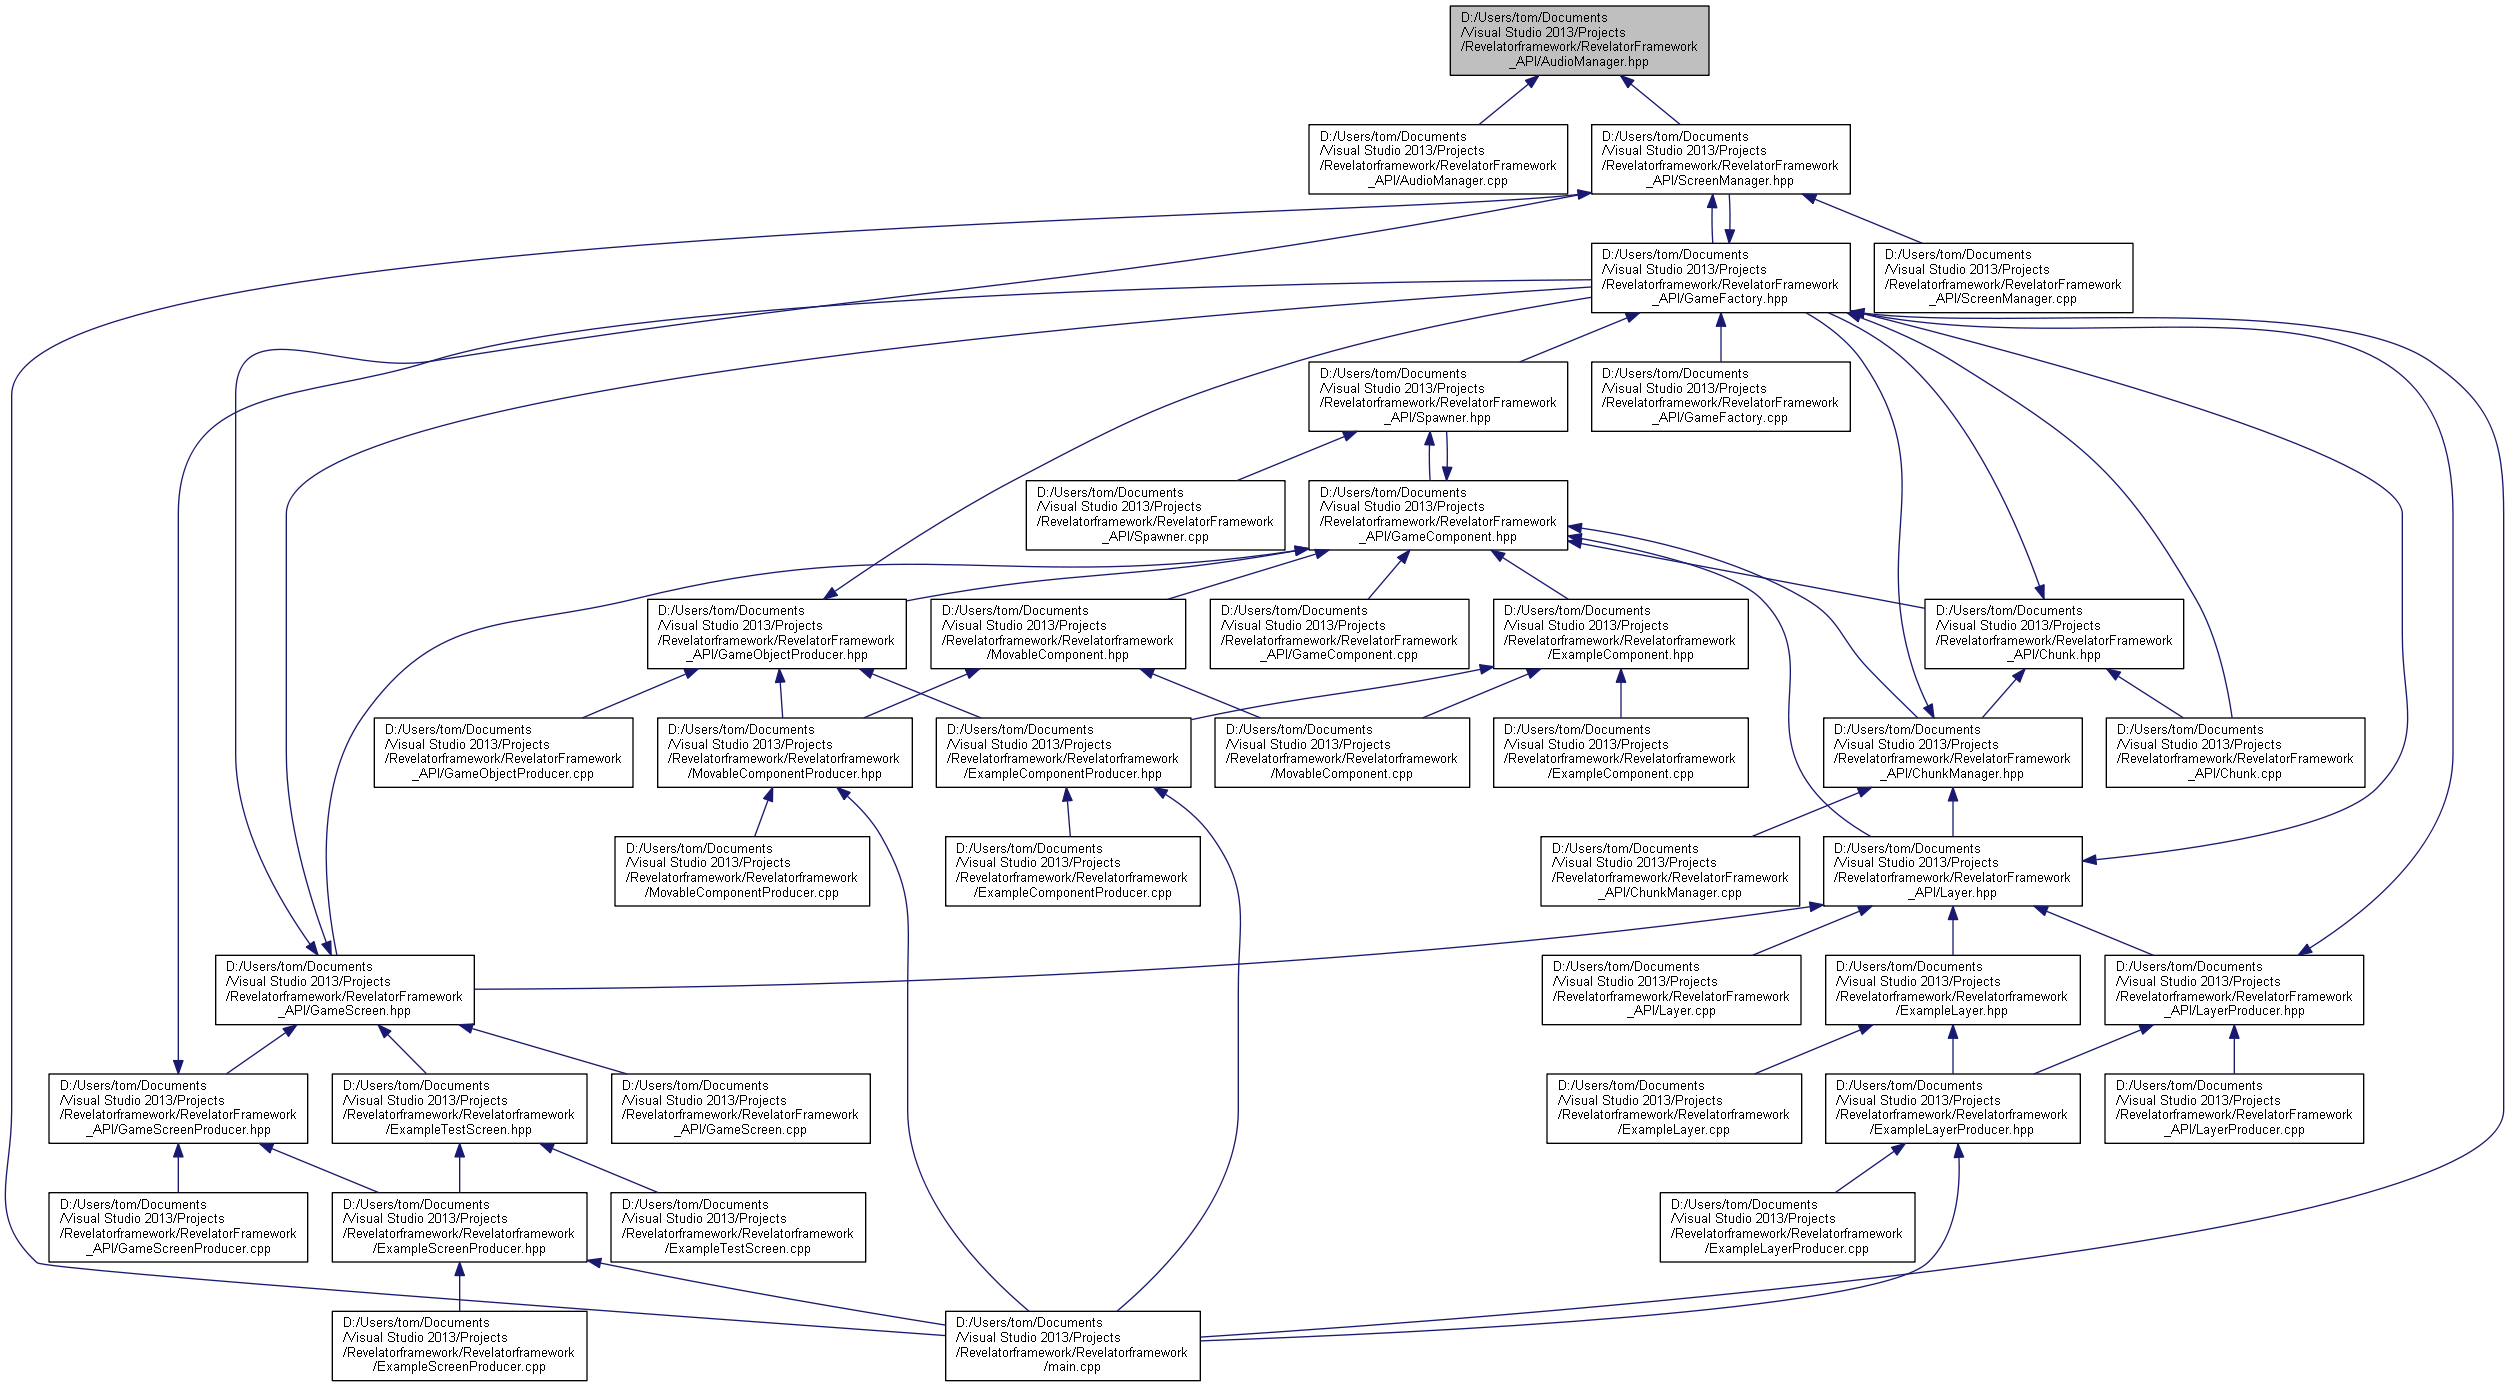 D:/Users/tom/Documents
/Visual Studio 2013/Projects
/Revelatorframework/RevelatorFramework
_API/AudioManager.hpp
D:/Users/tom/Documents
/Visual Studio 2013/Projects
/Revelatorframework/RevelatorFramework
_API/AudioManager.cpp
D:/Users/tom/Documents
/Visual Studio 2013/Projects
/Revelatorframework/RevelatorFramework
_API/ScreenManager.hpp
D:/Users/tom/Documents
/Visual Studio 2013/Projects
/Revelatorframework/RevelatorFramework
_API/GameFactory.hpp
D:/Users/tom/Documents
/Visual Studio 2013/Projects
/Revelatorframework/RevelatorFramework
_API/ScreenManager.cpp
D:/Users/tom/Documents
/Visual Studio 2013/Projects
/Revelatorframework/RevelatorFramework
_API/Spawner.hpp
D:/Users/tom/Documents
/Visual Studio 2013/Projects
/Revelatorframework/RevelatorFramework
_API/GameFactory.cpp
D:/Users/tom/Documents
/Visual Studio 2013/Projects
/Revelatorframework/RevelatorFramework
_API/Spawner.cpp
D:/Users/tom/Documents
/Visual Studio 2013/Projects
/Revelatorframework/RevelatorFramework
_API/GameComponent.hpp
D:/Users/tom/Documents
/Visual Studio 2013/Projects
/Revelatorframework/RevelatorFramework
_API/GameObjectProducer.hpp
D:/Users/tom/Documents
/Visual Studio 2013/Projects
/Revelatorframework/Revelatorframework
/MovableComponent.hpp
D:/Users/tom/Documents
/Visual Studio 2013/Projects
/Revelatorframework/RevelatorFramework
_API/GameComponent.cpp
D:/Users/tom/Documents
/Visual Studio 2013/Projects
/Revelatorframework/Revelatorframework
/ExampleComponent.hpp
D:/Users/tom/Documents
/Visual Studio 2013/Projects
/Revelatorframework/RevelatorFramework
_API/Chunk.hpp
D:/Users/tom/Documents
/Visual Studio 2013/Projects
/Revelatorframework/RevelatorFramework
_API/GameObjectProducer.cpp
D:/Users/tom/Documents
/Visual Studio 2013/Projects
/Revelatorframework/Revelatorframework
/MovableComponentProducer.hpp
D:/Users/tom/Documents
/Visual Studio 2013/Projects
/Revelatorframework/Revelatorframework
/ExampleComponentProducer.hpp
D:/Users/tom/Documents
/Visual Studio 2013/Projects
/Revelatorframework/Revelatorframework
/MovableComponent.cpp
D:/Users/tom/Documents
/Visual Studio 2013/Projects
/Revelatorframework/Revelatorframework
/ExampleComponent.cpp
D:/Users/tom/Documents
/Visual Studio 2013/Projects
/Revelatorframework/RevelatorFramework
_API/ChunkManager.hpp
D:/Users/tom/Documents
/Visual Studio 2013/Projects
/Revelatorframework/RevelatorFramework
_API/Chunk.cpp
D:/Users/tom/Documents
/Visual Studio 2013/Projects
/Revelatorframework/Revelatorframework
/MovableComponentProducer.cpp
D:/Users/tom/Documents
/Visual Studio 2013/Projects
/Revelatorframework/Revelatorframework
/ExampleComponentProducer.cpp
D:/Users/tom/Documents
/Visual Studio 2013/Projects
/Revelatorframework/RevelatorFramework
_API/ChunkManager.cpp
D:/Users/tom/Documents
/Visual Studio 2013/Projects
/Revelatorframework/RevelatorFramework
_API/Layer.hpp
D:/Users/tom/Documents
/Visual Studio 2013/Projects
/Revelatorframework/RevelatorFramework
_API/GameScreen.hpp
D:/Users/tom/Documents
/Visual Studio 2013/Projects
/Revelatorframework/RevelatorFramework
_API/Layer.cpp
D:/Users/tom/Documents
/Visual Studio 2013/Projects
/Revelatorframework/Revelatorframework
/ExampleLayer.hpp
D:/Users/tom/Documents
/Visual Studio 2013/Projects
/Revelatorframework/RevelatorFramework
_API/LayerProducer.hpp
D:/Users/tom/Documents
/Visual Studio 2013/Projects
/Revelatorframework/RevelatorFramework
_API/GameScreenProducer.hpp
D:/Users/tom/Documents
/Visual Studio 2013/Projects
/Revelatorframework/Revelatorframework
/ExampleTestScreen.hpp
D:/Users/tom/Documents
/Visual Studio 2013/Projects
/Revelatorframework/RevelatorFramework
_API/GameScreen.cpp
D:/Users/tom/Documents
/Visual Studio 2013/Projects
/Revelatorframework/Revelatorframework
/ExampleLayer.cpp
D:/Users/tom/Documents
/Visual Studio 2013/Projects
/Revelatorframework/Revelatorframework
/ExampleLayerProducer.hpp
D:/Users/tom/Documents
/Visual Studio 2013/Projects
/Revelatorframework/RevelatorFramework
_API/LayerProducer.cpp
D:/Users/tom/Documents
/Visual Studio 2013/Projects
/Revelatorframework/RevelatorFramework
_API/GameScreenProducer.cpp
D:/Users/tom/Documents
/Visual Studio 2013/Projects
/Revelatorframework/Revelatorframework
/ExampleScreenProducer.hpp
D:/Users/tom/Documents
/Visual Studio 2013/Projects
/Revelatorframework/Revelatorframework
/ExampleTestScreen.cpp
D:/Users/tom/Documents
/Visual Studio 2013/Projects
/Revelatorframework/Revelatorframework
/ExampleLayerProducer.cpp
D:/Users/tom/Documents
/Visual Studio 2013/Projects
/Revelatorframework/Revelatorframework
/ExampleScreenProducer.cpp
D:/Users/tom/Documents
/Visual Studio 2013/Projects
/Revelatorframework/Revelatorframework
/main.cpp